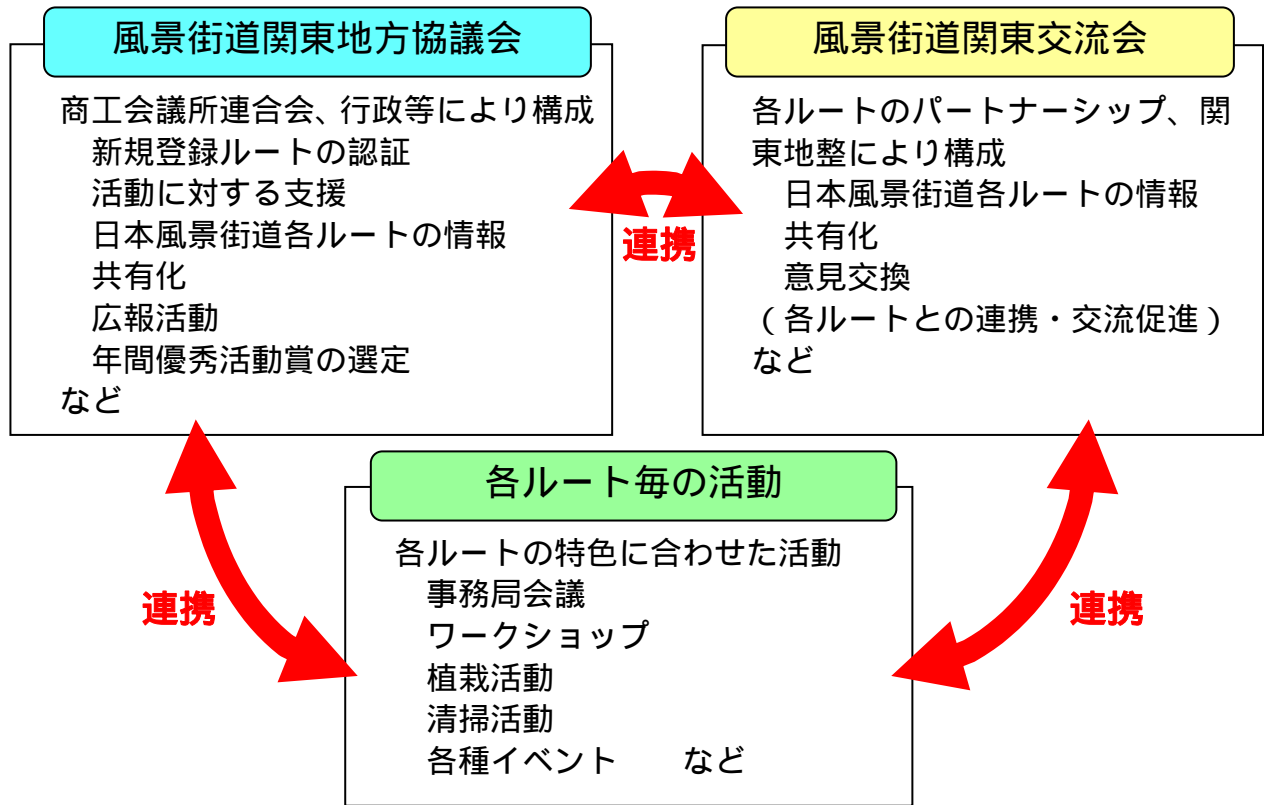 風景街道関東地方協議会
商工会議所連合会、行政等により構成
新規登録ルートの認証
活動に対する支援
日本風景街道各ルートの情報
共有化
広報活動
年間優秀活動賞の選定
など
風景街道関東交流会
各ルートのパートナーシップ、関
東地整により構成
日本風景街道各ルートの情報
共有化
意見交換
(各ルートとの連携・交流促進)
など
連携
各ルート毎の活動
各ルートの特色に合わせた活動
事務局会議
ワークショップ
植栽活動
清掃活動
各種イベント　　など
連携
連携